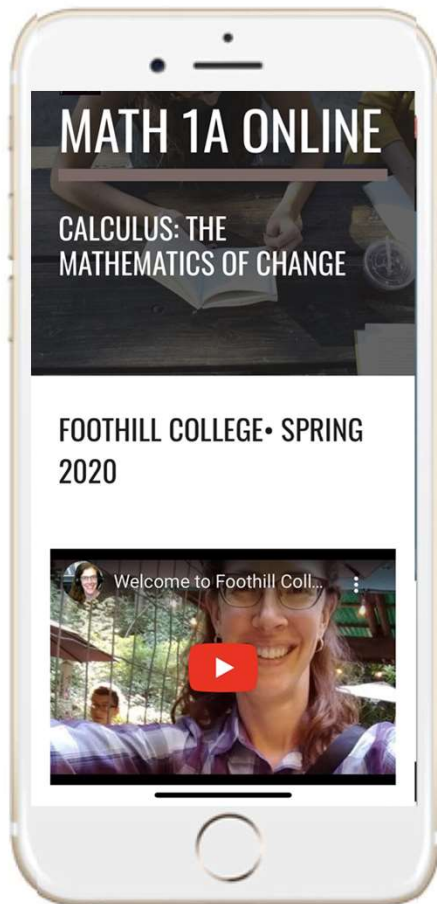 MATH 1A ONLINE
CALCULUS: THE
MATHEMATICS OF CHANGE
FOOTHILL COLLEGE• SPRING
2020
Welcome to Foothill Coll...